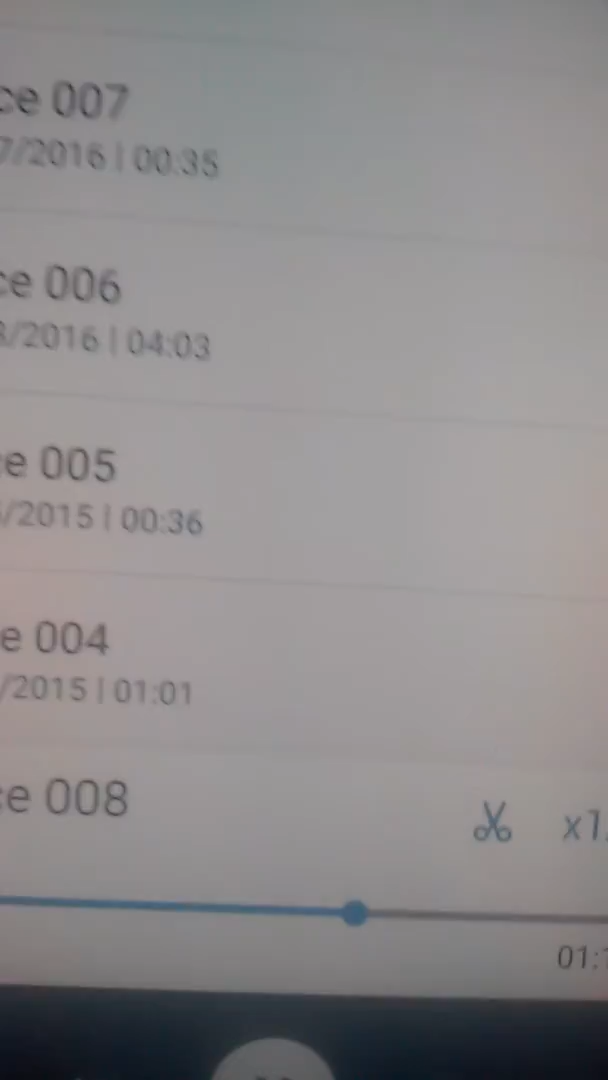 ce 007
7/2016 | 00:35
ce 006
/2016 | 04:03
e 005
/2015 | 00:36
e 004
/2015 | 01:01
ce 008
x1.
01: